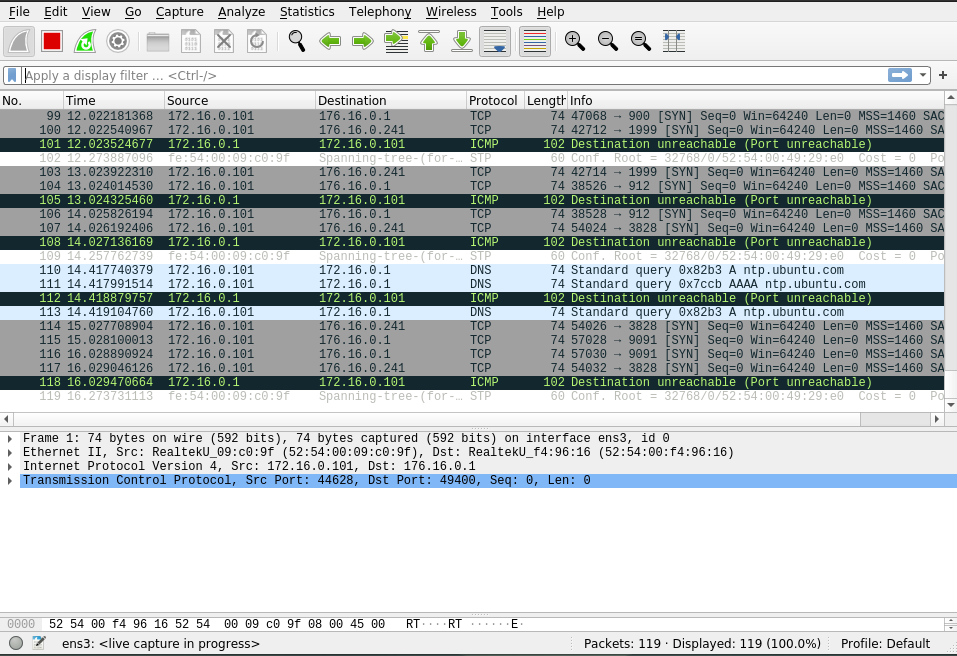 File Edit View Go Capture Analyze Statistics Telephony Wireless Tools Help
Apply a display filter … <Ctrl-/>
No. Time Source Destination Protocol Length Info
99 12.022181368 172.16.0.101 176.16.0.1 TCP 74 47068 → 900 [SYN] Seq=0 Win=64240 Len=0 MSS=1460 SAC
100 12.022540967 172.16.0.101 176.16.0.241 TCP 74 42712 → 1999 [SYN] Seq=0 Win=64240 Len=0 MSS=1460 SA
101 12.023524677 172.16.0.1 172.16.0.101 ICMP 102 Destination unreachable (Port unreachable)
102 12.273887096 fe:54:00:09:c0:9f Spanning-tree-(for-… STP 60 Conf. Root = 32768/0/52:54:00:49:29:e0 Cost = 0 Po
103 13.023922310 172.16.0.101 176.16.0.241 TCP 74 42714 → 1999 [SYN] Seq=0 Win=64240 Len=0 MSS=1460 SA
104 13.024014530 172.16.0.101 176.16.0.1 TCP 74 38526 → 912 [SYN] Seq=0 Win=64240 Len=0 MSS=1460 SAC
105 13.024325460 172.16.0.1 172.16.0.101 ICMP 102 Destination unreachable (Port unreachable)
106 14.025826194 172.16.0.101 176.16.0.1 TCP 74 38528 → 912 [SYN] Seq=0 Win=64240 Len=0 MSS=1460 SAC
107 14.026192406 172.16.0.101 176.16.0.241 TCP 74 54024 → 3828 [SYN] Seq=0 Win=64240 Len=0 MSS=1460 SA
108 14.027136169 172.16.0.1 172.16.0.101 ICMP 102 Destination unreachable (Port unreachable)
109 14.257762739 fe:54:00:09:c0:9f Spanning-tree-(for-… STP 60 Conf. Root = 32768/0/52:54:00:49:29:e0 Cost = 0 Po
110 14.417740379 172.16.0.101 172.16.0.1 DNS 74 Standard query 0x82b3 A ntp.ubuntu.com
111 14.417991514 172.16.0.101 172.16.0.1 DNS 74 Standard query 0x7ccb AAAA ntp.ubuntu.com
112 14.418879757 172.16.0.1 172.16.0.101 ICMP 102 Destination unreachable (Port unreachable)
113 14.419104760 172.16.0.101 172.16.0.1 DNS 74 Standard query 0x82b3 A ntp.ubuntu.com
114 15.027708904 172.16.0.101 176.16.0.241 TCP 74 54026 → 3828 [SYN] Seq=0 Win=64240 Len=0 MSS=1460 SA
115 15.028100013 172.16.0.101 176.16.0.1 TCP 74 57028 → 9091 [SYN] Seq=0 Win=64240 Len=0 MSS=1460 SA
116 16.028890924 172.16.0.101 176.16.0.1 TCP 74 57030 → 9091 [SYN] Seq=0 Win=64240 Len=0 MSS=1460 SA
117 16.029046126 172.16.0.101 176.16.0.241 TCP 74 54032 → 3828 [SYN] Seq=0 Win=64240 Len=0 MSS=1460 SA
118 16.029470664 172.16.0.1 172.16.0.101 ICMP 102 Destination unreachable (Port unreachable)
119 16.273731113 fe:54:00:09:c0:9f Spanning-tree-(for-… STP 60 Conf. Root = 32768/0/52:54:00:49:29:e0 Cost = 0 Po
Frame 1: 74 bytes on wire (592 bits), 74 bytes captured (592 bits) on interface ens3, id 0
Ethernet II, Src: RealtekU_09:c0:9f (52:54:00:09:c0:9f), Dst: RealtekU_f4:96:16 (52:54:00:f4:96:16)
Internet Protocol Version 4, Src: 172.16.0.101, Dst: 176.16.0.1
Transmission Control Protocol, Src Port: 44628, Dst Port: 49400, Seq: 0, Len: 0
0000 52 54 00 f4 96 16 52 54 00 09 c0 9f 08 00 45 00 RT····RT ······E·
ens3: <live capture in progress> Packets: 119 · Displayed: 119 (100.0%) Profile: Default